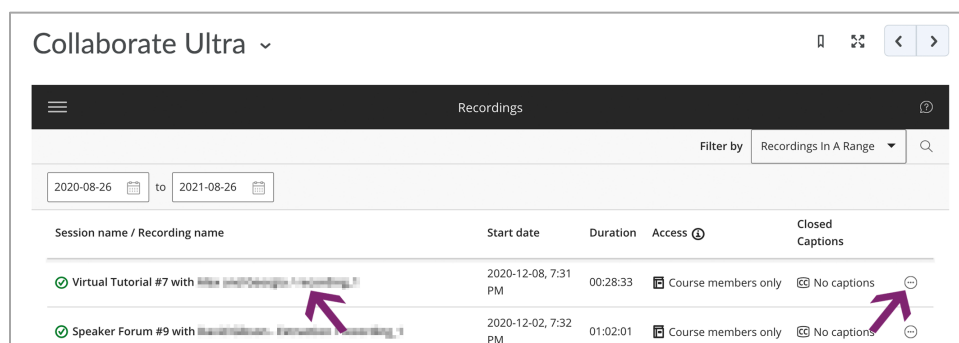 Collaborate Ultra
Recordings
Filter by Recordings In A Range
2020-08-26 to 2021-08-26
Session name / Recording name Start date Duration Access Closed Captions
Virtual Tutorial #7 with 2020-12-08, 7:31 PM 00:28:33 Course members only CC No captions
Speaker Forum #9 with 2020-12-02, 7:32 PM 01:02:01 Course members only CC No captions